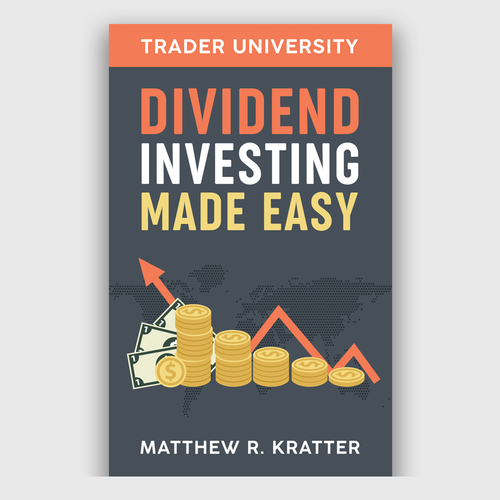 TRADER UNIVERSITY
DIVIDEND
INVESTING
MADE EASY
MATTHEW R. KRATTER